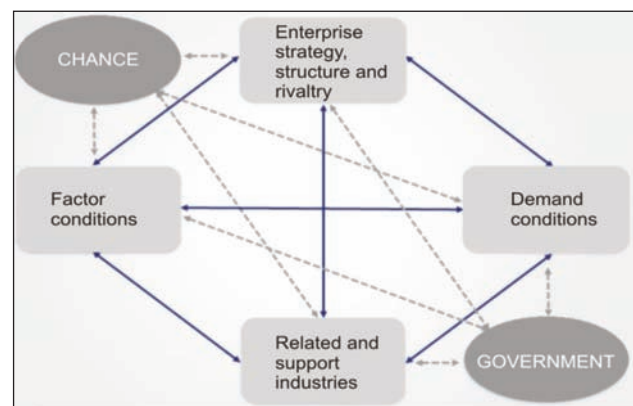 CHANCE
Enterprise
strategy,
structure and
rivalry
Factor
conditions
Demand
conditions
Related and
support
industries
GOVERNMENT